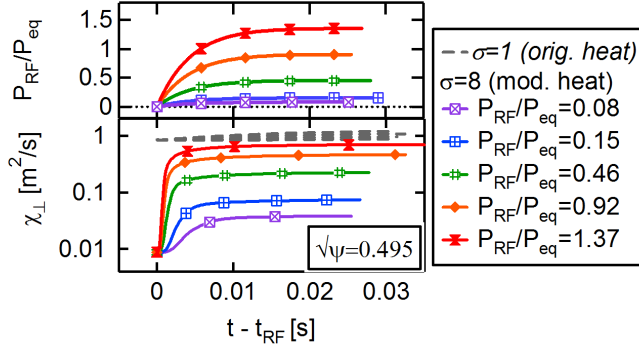 P_RF/P_eq
1.5
1
0.5
0
χ⊥ [m²/s]
1
0.1
0.01
√ψ=0.495
0
0.01
0.02
0.03
t - t_RF [s]
σ=1 (orig. heat)
σ=8 (mod. heat)
P_RF/P_eq=0.08
P_RF/P_eq=0.15
P_RF/P_eq=0.46
P_RF/P_eq=0.92
P_RF/P_eq=1.37